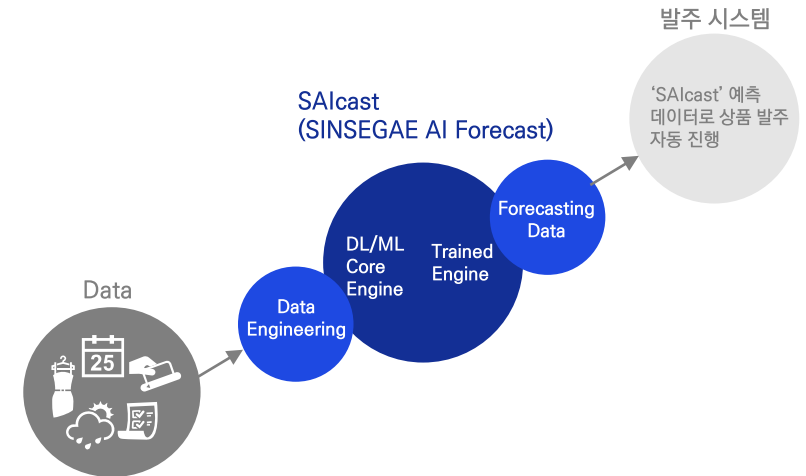 발주 시스템
‘SAIcast’ 예측
데이터로 상품 발주
자동 진행
SAIcast
(SINSEGAE AI Forecast)
Forecasting
Data
DL/ML
Core
Engine
Trained
Engine
Data
Engineering
Data
25